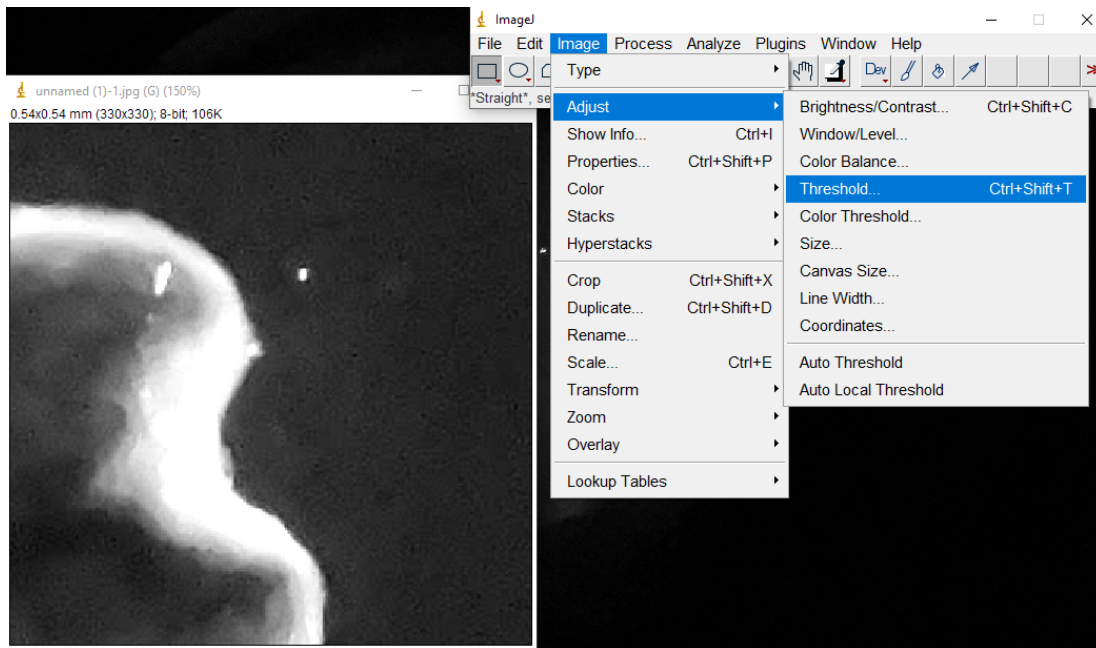 ImageJ
File Edit Image Process Analyze Plugins Window Help
Dev
*Straight*, se
unnamed (1)-1.jpg (G) (150%)
0.54x0.54 mm (330x330); 8-bit; 106K
Type
Adjust
Show Info... Ctrl+I
Properties... Ctrl+Shift+P
Color
Stacks
Hyperstacks
Crop Ctrl+Shift+X
Duplicate... Ctrl+Shift+D
Rename...
Scale... Ctrl+E
Transform
Zoom
Overlay
Lookup Tables
Brightness/Contrast... Ctrl+Shift+C
Window/Level...
Color Balance...
Threshold... Ctrl+Shift+T
Color Threshold...
Size...
Canvas Size...
Line Width...
Coordinates...
Auto Threshold
Auto Local Threshold